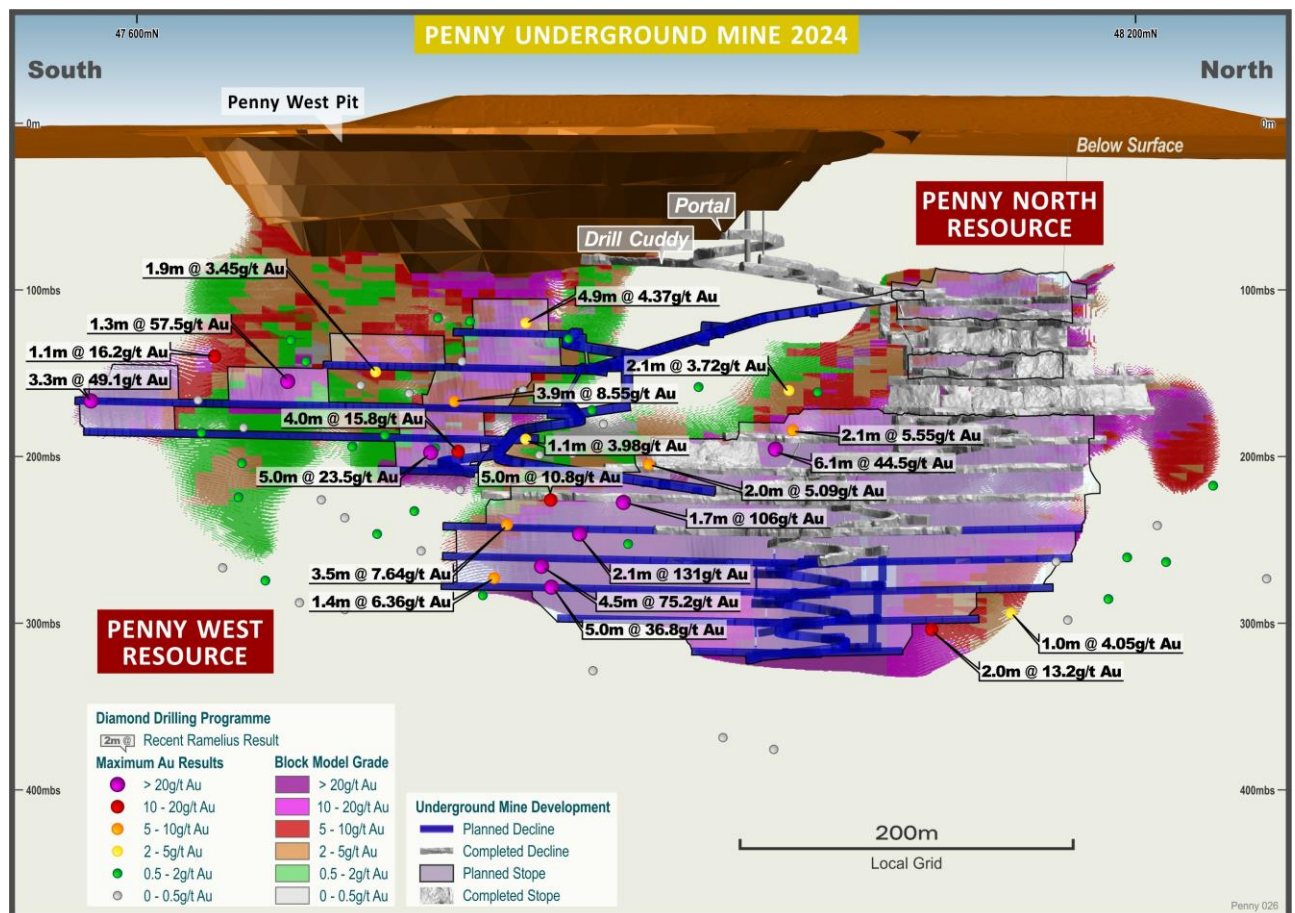 47 600mN
PENNY UNDERGROUND MINE 2024
48 200mN
South
North
Penny West Pit
0m
0m
Below Surface
PENNY NORTH
RESOURCE
Portal
Drill Cuddy
1.9m @ 3.45g/t Au
100mbs
4.9m @ 4.37g/t Au
100mbs
1.3m @ 57.5g/t Au
1.1m @ 16.2g/t Au
2.1m @ 3.72g/t Au
3.3m @ 49.1g/t Au
3.9m @ 8.55g/t Au
4.0m @ 15.8g/t Au
2.1m @ 5.55g/t Au
1.1m @ 3.98g/t Au
200mbs
6.1m @ 44.5g/t Au
200mbs
5.0m @ 23.5g/t Au
5.0m @ 10.8g/t Au
2.0m @ 5.09g/t Au
1.7m @ 106g/t Au
3.5m @ 7.64g/t Au
2.1m @ 131g/t Au
1.4m @ 6.36g/t Au
4.5m @ 75.2g/t Au
300mbs
5.0m @ 36.8g/t Au
300mbs
PENNY WEST
RESOURCE
1.0m @ 4.05g/t Au
2.0m @ 13.2g/t Au
Diamond Drilling Programme
2m @ Recent Ramelius Result
Maximum Au Results
> 20g/t Au
10 - 20g/t Au
5 - 10g/t Au
2 - 5g/t Au
0.5 - 2g/t Au
0 - 0.5g/t Au
Block Model Grade
> 20g/t Au
10 - 20g/t Au
5 - 10g/t Au
2 - 5g/t Au
0.5 - 2g/t Au
0 - 0.5g/t Au
400mbs
400mbs
Underground Mine Development
Planned Decline
Completed Decline
Planned Stope
Completed Stope
200m
Local Grid
Penny 026